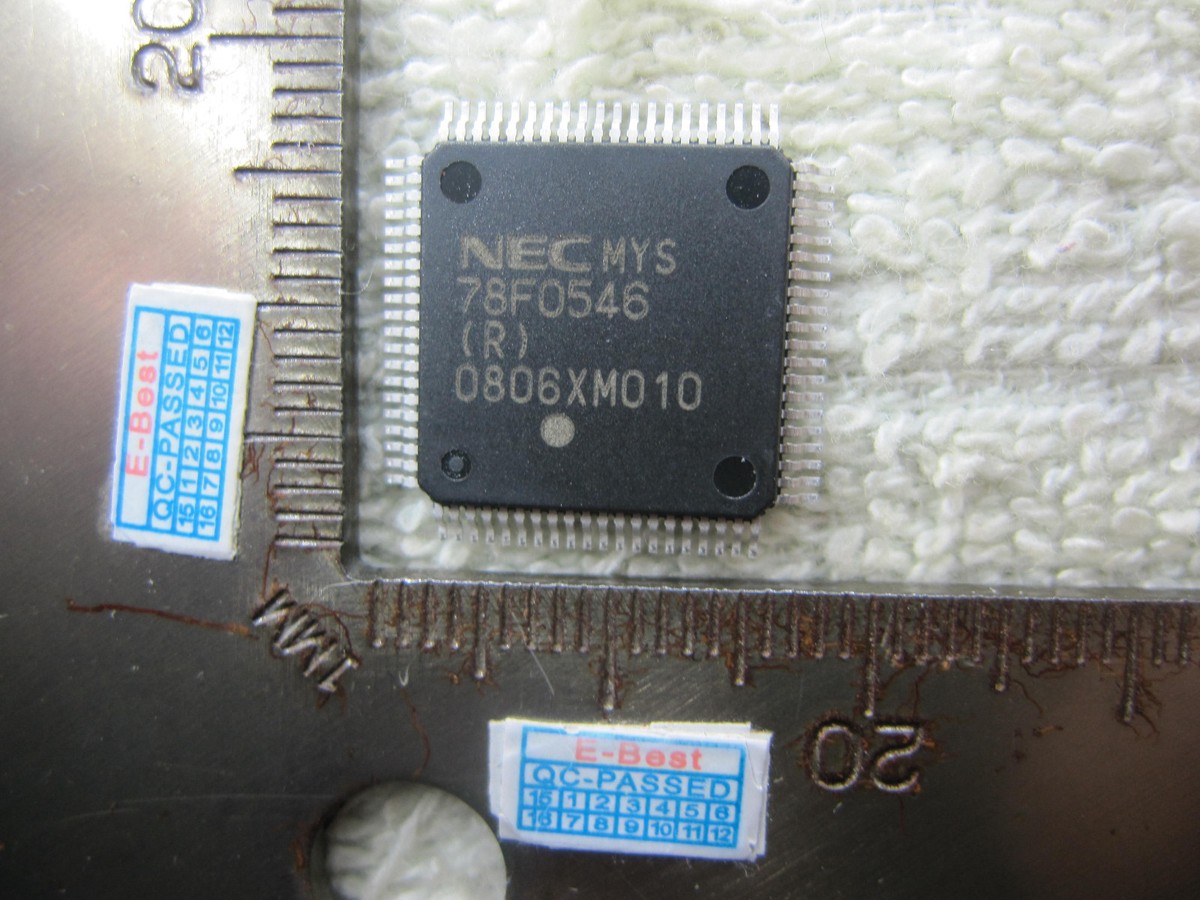 20
NEC MYS
78F0546
(R)
0806XM010
E-Best
QC-PASSED
15 1 2 3 4 5 6
16 7 8 9 10 11 12
1MM
20
E-Best
QC-PASSED
15 1 2 3 4 5 6
16 7 8 9 10 11 12